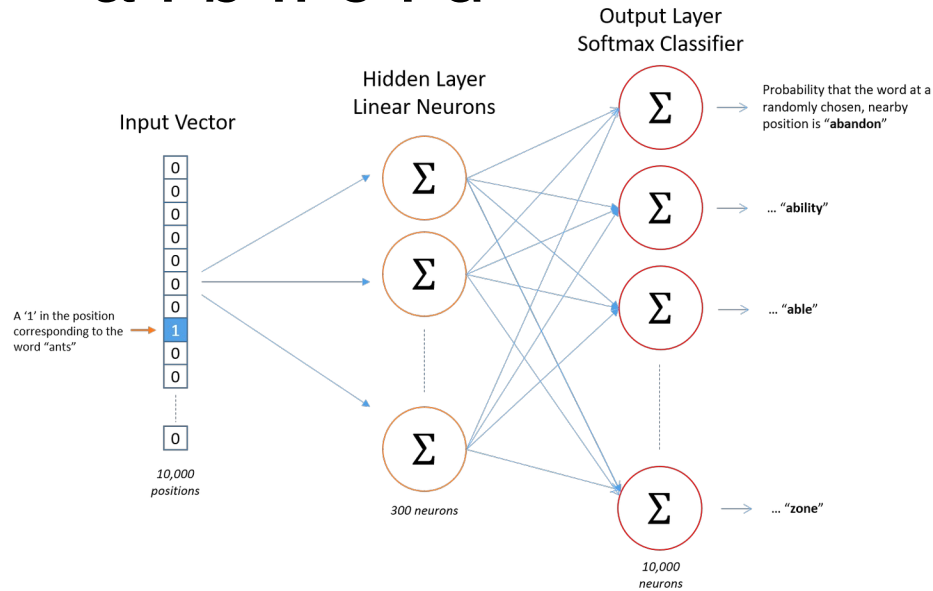 Output Layer
Softmax Classifier
Hidden Layer
Linear Neurons
Input Vector
0
0
0
0
0
0
0
1
0
0
0
A ‘1’ in the position
corresponding to the
word “ants”
10,000
positions
Σ
Σ
Σ
300 neurons
Σ
Σ
Σ
Σ
10,000
neurons
Probability that the word at a
randomly chosen, nearby
position is “abandon”
... “ability”
... “able”
... “zone”